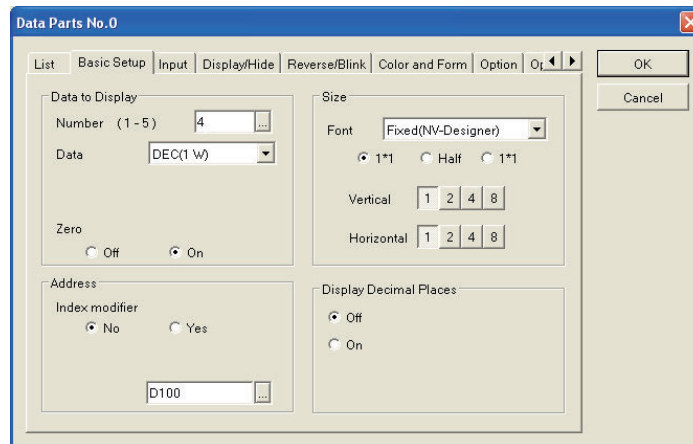 Data Parts No.0
List Basic Setup Input Display/Hide Reverse/Blink Color and Form Option
OK
Cancel
Data to Display
Number (1-5) 4 ...
Data DEC(1 W)
Zero
Off On
Address
Index modifier
No Yes
D100 ...
Size
Font Fixed(NV-Designer)
1*1 Half 1*1
Vertical 1 2 4 8
Horizontal 1 2 4 8
Display Decimal Places
Off
On